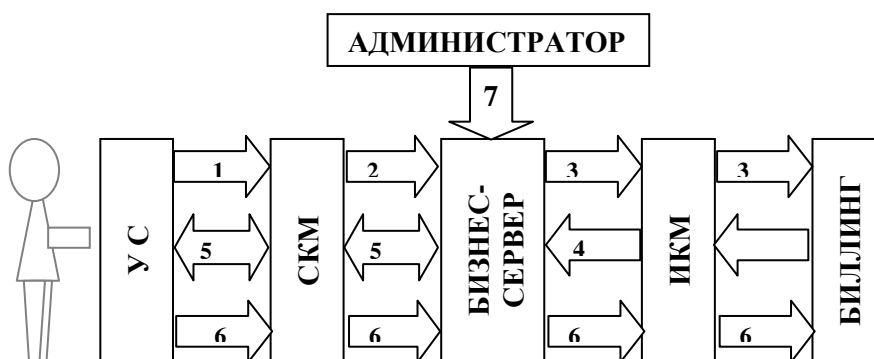 АДМИНИСТРАТОР
7
1
2
3
3
5
5
4
6
6
6
6
У С
СКМ
БИЗНЕС-
СЕРВЕР
ИКМ
БИЛЛИНГ